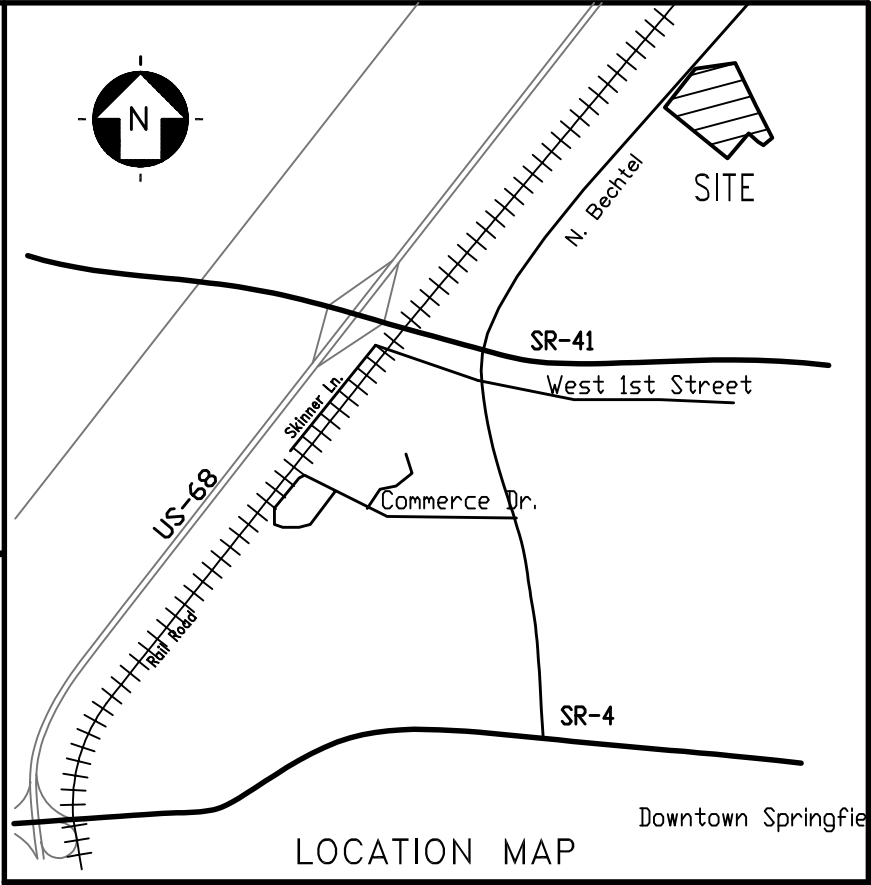 N
N. Bechtel
SITE
SR-41
West 1st Street
Skinner Ln.
US-68
Commerce Dr.
Rail Road
SR-4
Downtown Springfie
LOCATION MAP